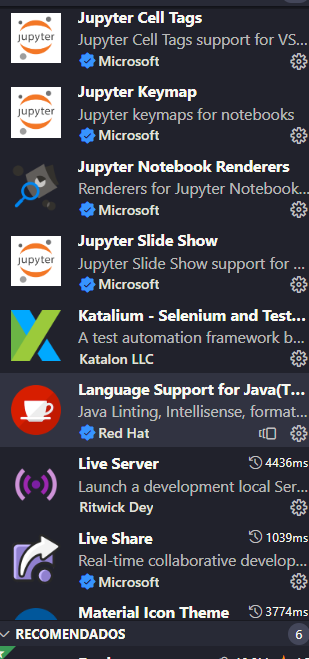 Jupyter Cell Tags
Jupyter Cell Tags support for VS...
Microsoft
jupyter
Jupyter Keymap
Jupyter keymaps for notebooks
Microsoft
jupyter
Jupyter Notebook Renderers
Renderers for Jupyter Notebook...
Microsoft
Jupyter Slide Show
Jupyter Slide Show support for ...
Microsoft
jupyter
Katalium - Selenium and Test...
A test automation framework b...
Katalon LLC
Language Support for Java(T...
Java Linting, Intellisense, format...
Red Hat
Live Server 4436ms
Launch a development local Ser...
Ritwick Dey
Live Share 1039ms
Real-time collaborative develop...
Microsoft
Material Icon Theme 3774ms
RECOMENDADOS 6